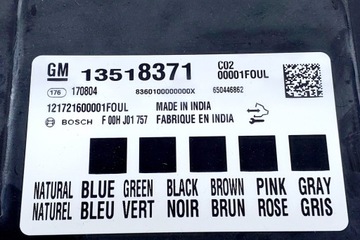 GM 13518371 C02
00001FOUL
176 170804 8360100000000X 650446862
121721600001FOUL MADE IN INDIA
BOSCH F 00H J01 757 FABRIQUE EN INDIA
NATURAL BLUE GREEN BLACK BROWN PINK GRAY
NATUREL BLEU VERT NOIR BRUN ROSE GRIS